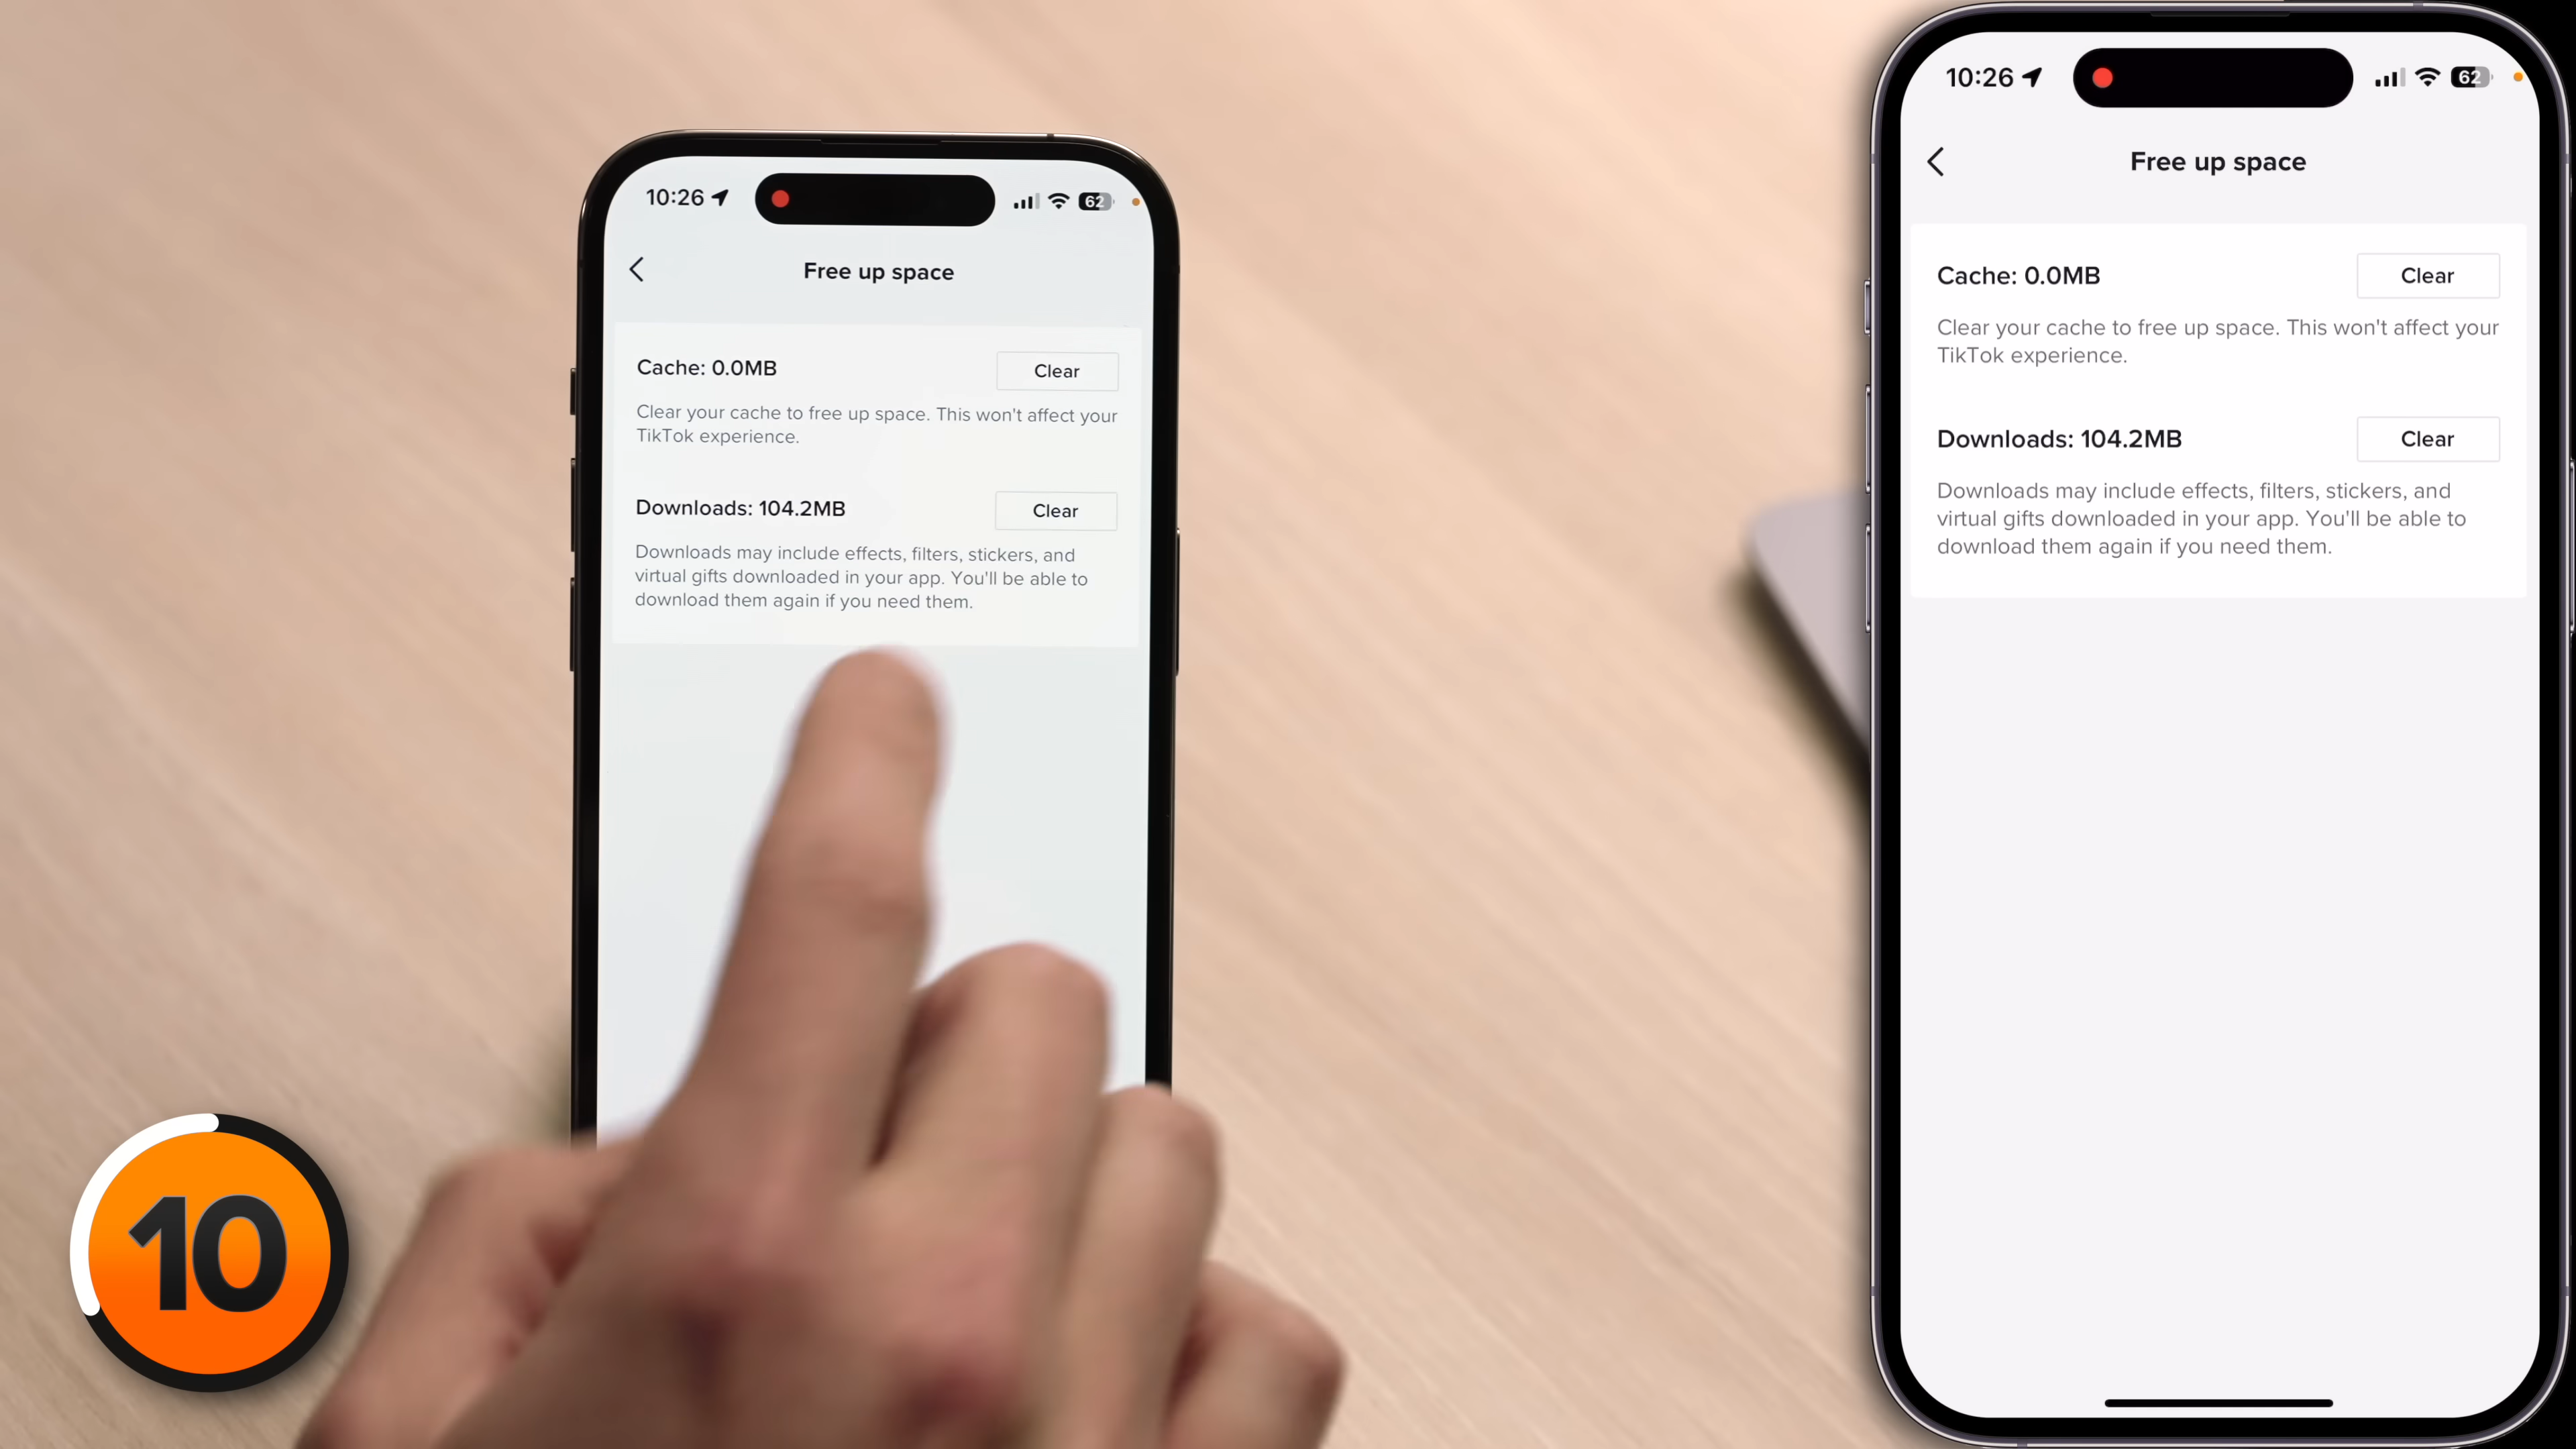 10:26
62
Free up space
Cache: 0.0MB
Clear
Clear your cache to free up space. This won't affect your
TikTok experience.
Downloads: 104.2MB
Clear
Downloads may include effects, filters, stickers, and
virtual gifts downloaded in your app. You'll be able to
download them again if you need them.
10
10:26
62
Free up space
Cache: 0.0MB
Clear
Clear your cache to free up space. This won't affect your
TikTok experience.
Downloads: 104.2MB
Clear
Downloads may include effects, filters, stickers, and
virtual gifts downloaded in your app. You'll be able to
download them again if you need them.